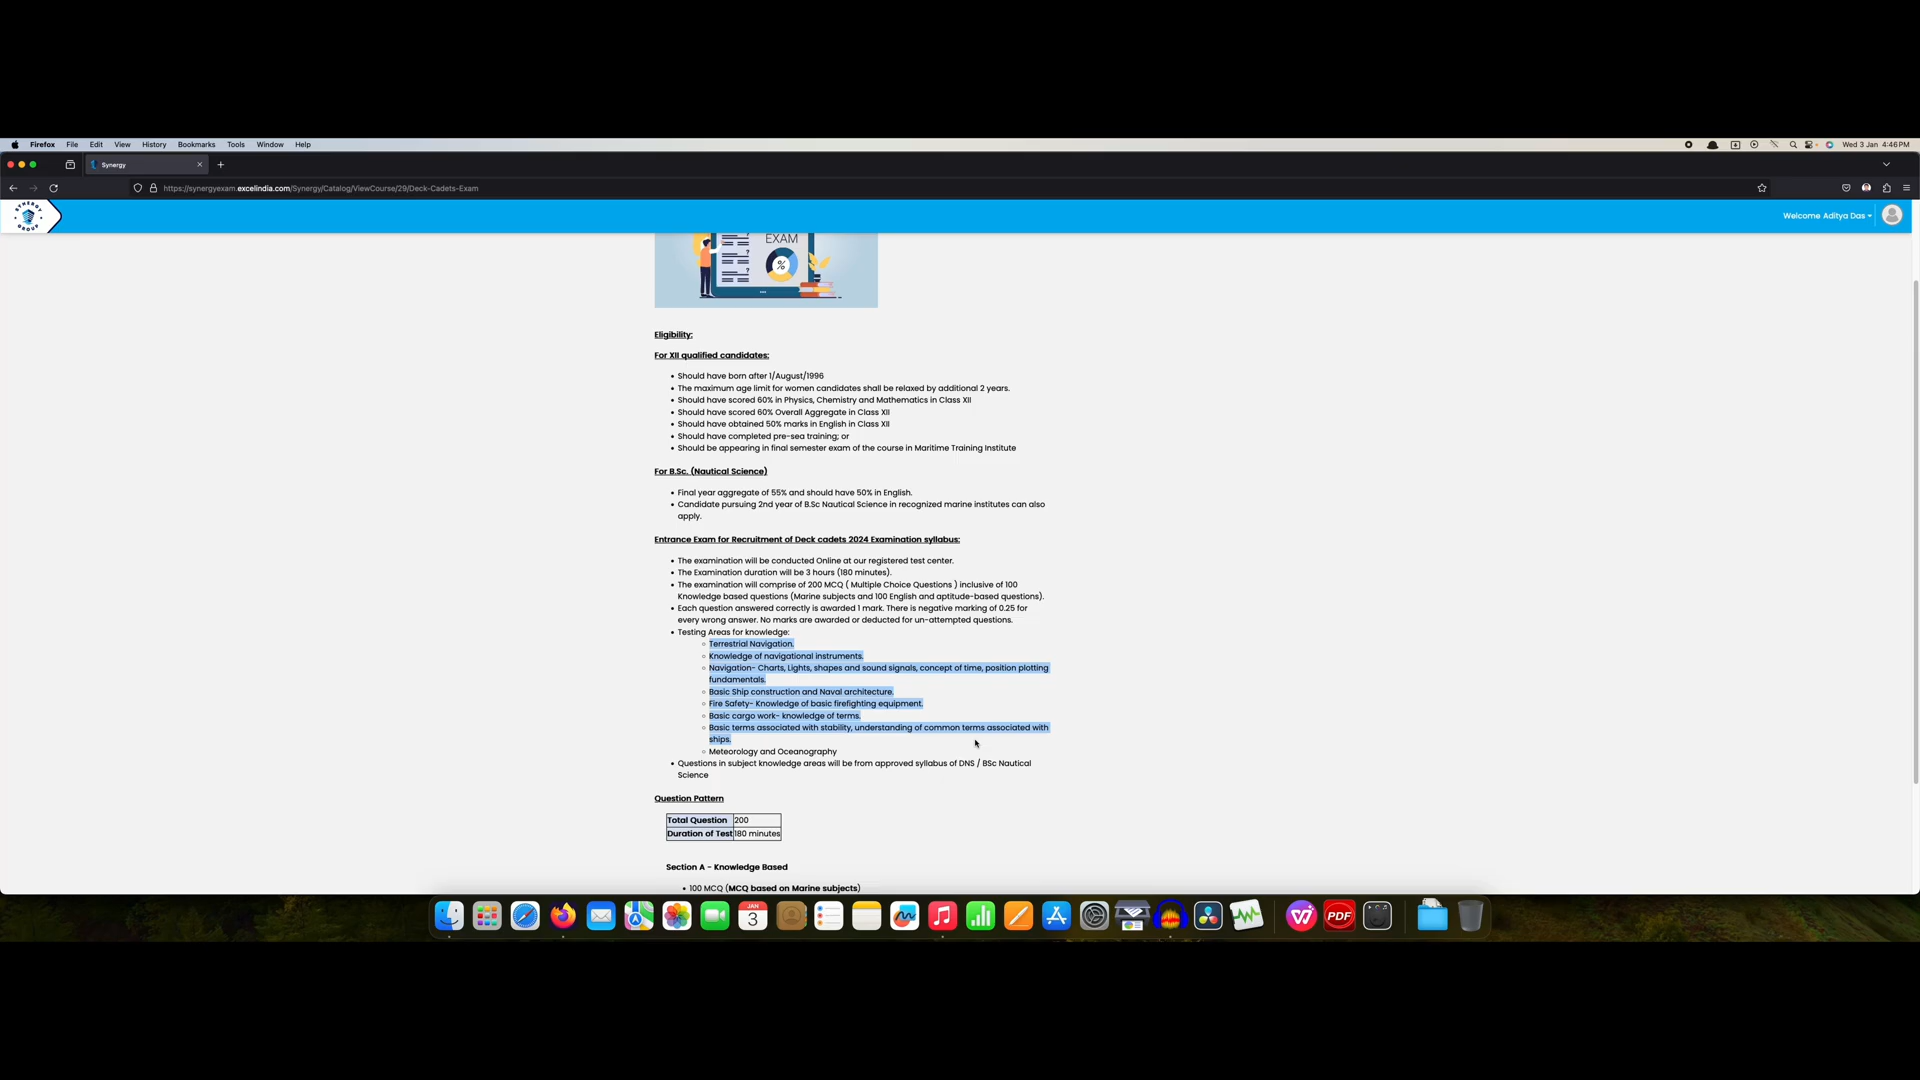 Firefox File Edit View History Bookmarks Tools Window Help Wed 3 Jan 4:46 PM
Synergy
https://synergyexam.excelindia.com/Synergy/Catalog/ViewCourse/29/Deck-Cadets-Exam
SYNERGY GROUP Welcome Aditya Das
EXAM
Eligibility:
For XII qualified candidates:
• Should have born after 1/August/1996
• The maximum age limit for women candidates shall be relaxed by additional 2 years.
• Should have scored 60% in Physics, Chemistry and Mathematics in Class XII
• Should have scored 60% Overall Aggregate in Class XII
• Should have obtained 50% marks in English in Class XII
• Should have completed pre-sea training; or
• Should be appearing in final semester exam of the course in Maritime Training Institute
For B.Sc. (Nautical Science)
• Final year aggregate of 55% and should have 50% in English.
• Candidate pursuing 2nd year of B.Sc Nautical Science in recognized marine institutes can also
apply.
Entrance Exam for Recruitment of Deck cadets 2024 Examination syllabus:
• The examination will be conducted Online at our registered test center.
• The Examination duration will be 3 hours (180 minutes).
• The examination will comprise of 200 MCQ ( Multiple Choice Questions ) inclusive of 100
Knowledge based questions (Marine subjects and 100 English and aptitude-based questions).
• Each question answered correctly is awarded 1 mark. There is negative marking of 0.25 for
every wrong answer. No marks are awarded or deducted for un-attempted questions.
• Testing Areas for knowledge:
○ Terrestrial Navigation.
○ Knowledge of navigational instruments.
○ Navigation- Charts, Lights, shapes and sound signals, concept of time, position plotting
fundamentals.
○ Basic Ship construction and Naval architecture.
○ Fire Safety- Knowledge of basic firefighting equipment.
○ Basic cargo work- knowledge of terms.
○ Basic terms associated with stability, understanding of common terms associated with
ships.
○ Meteorology and Oceanography
• Questions in subject knowledge areas will be from approved syllabus of DNS / BSc Nautical
Science
Question Pattern
Total Question 200
Duration of Test 180 minutes
Section A - Knowledge Based
• 100 MCQ (MCQ based on Marine subjects)
JAN
3
PDF